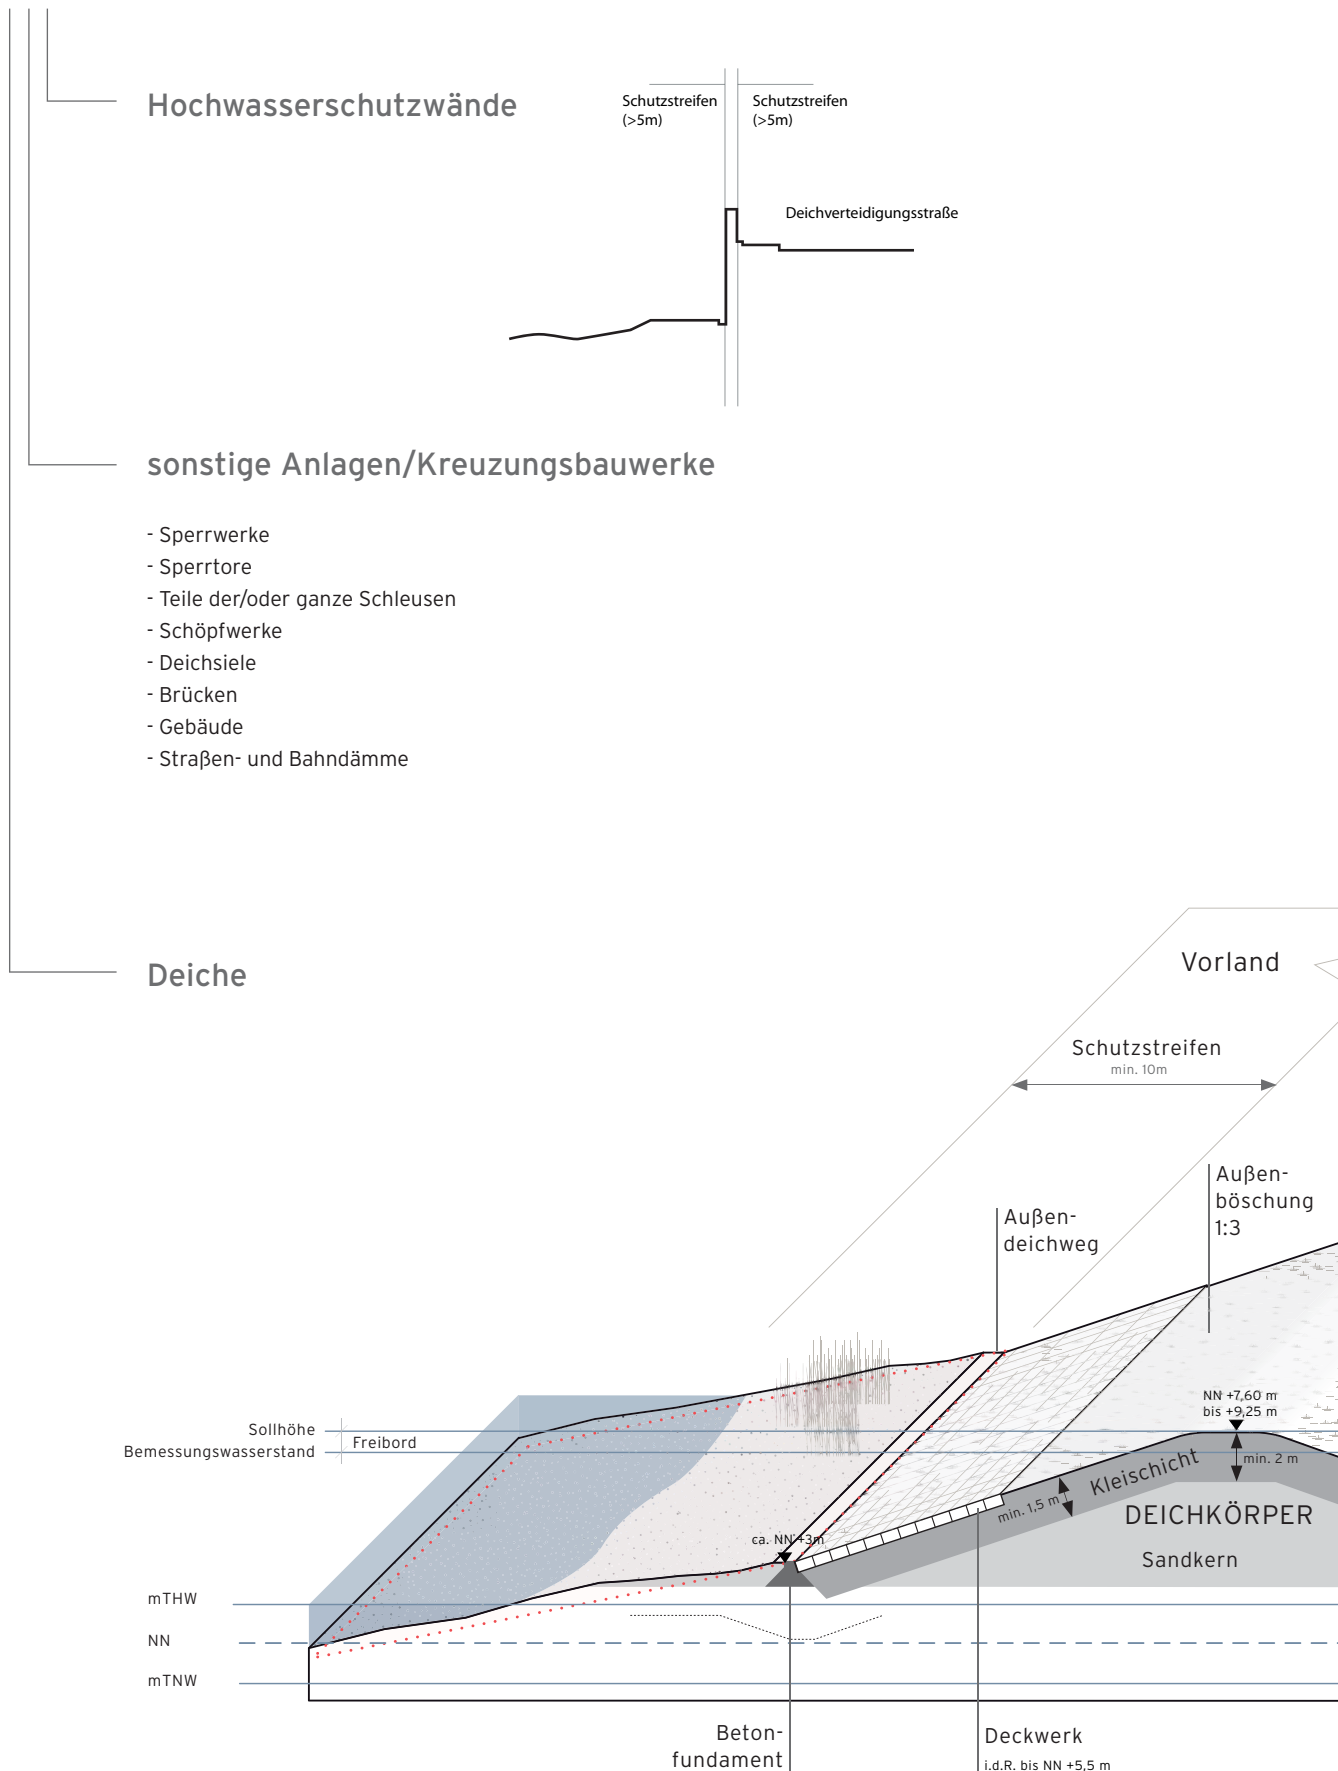 Hochwasserschutzwände
Schutzstreifen
(>5m)
Schutzstreifen
(>5m)
Deichverteidigungsstraße
sonstige Anlagen/Kreuzungsbauwerke
- Sperrwerke
- Sperrtore
- Teile der/oder ganze Schleusen
- Schöpfwerke
- Deichsiele
- Brücken
- Gebäude
- Straßen- und Bahndämme
Deiche
Vorland
Schutzstreifen
min. 10m
Außen-
böschung
1:3
Außen-
deichweg
NN +7,60 m
bis +9,25 m
Sollhöhe
Freibord
Bemessungswasserstand
min. 2 m
Kleischicht
min. 1,5 m
DEICHKÖRPER
Sandkern
ca. NN +3m
mTHW
NN
mTNW
Beton-
fundament
Deckwerk
i.d.R. bis NN +5,5 m